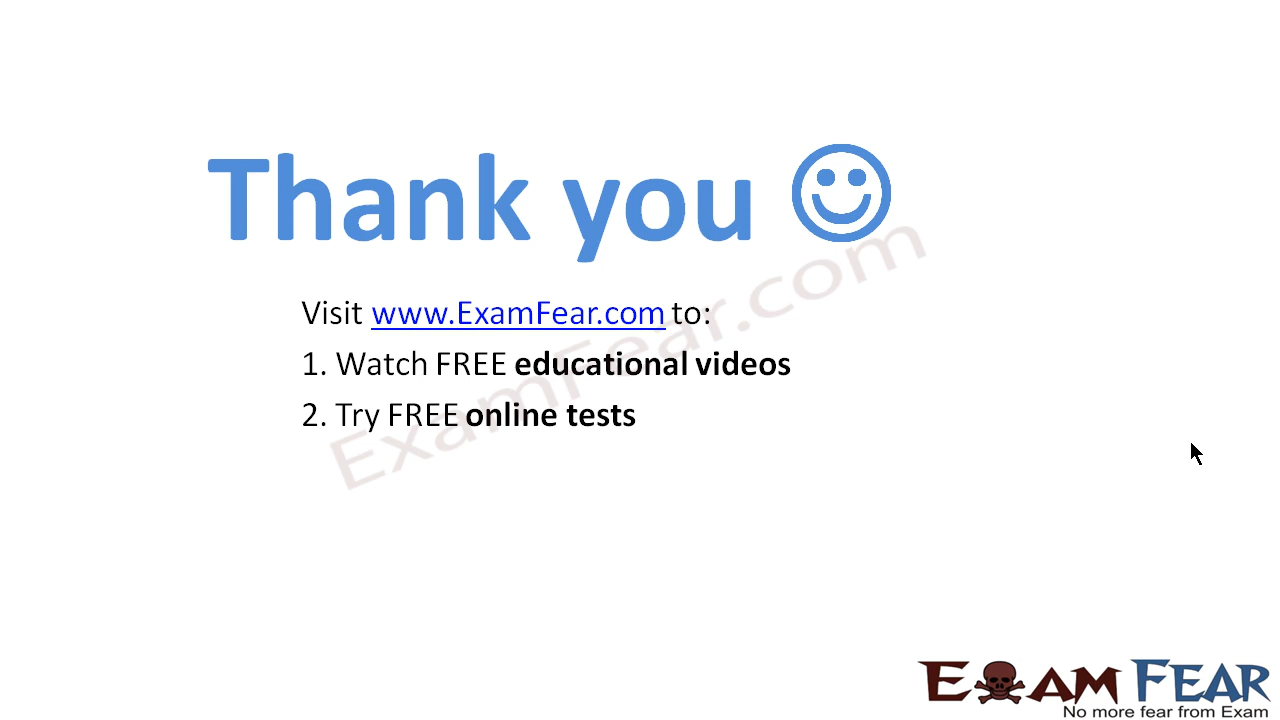 Thank you
Visit www.ExamFear.com to:
1. Watch FREE educational videos
2. Try FREE online tests
ExamFear.com
EXAM FEAR
No more fear from Exam